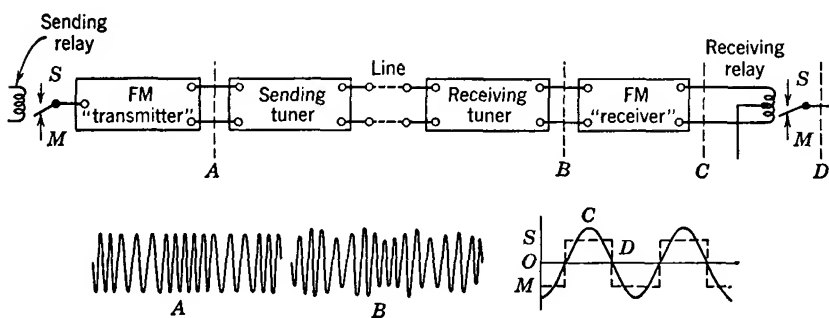 Sending
relay
S
M
FM
"transmitter"
A
Sending
tuner
Line
Receiving
tuner
B
FM
"receiver"
C
Receiving
relay
S
M
D
A
B
S
O
M
C
D